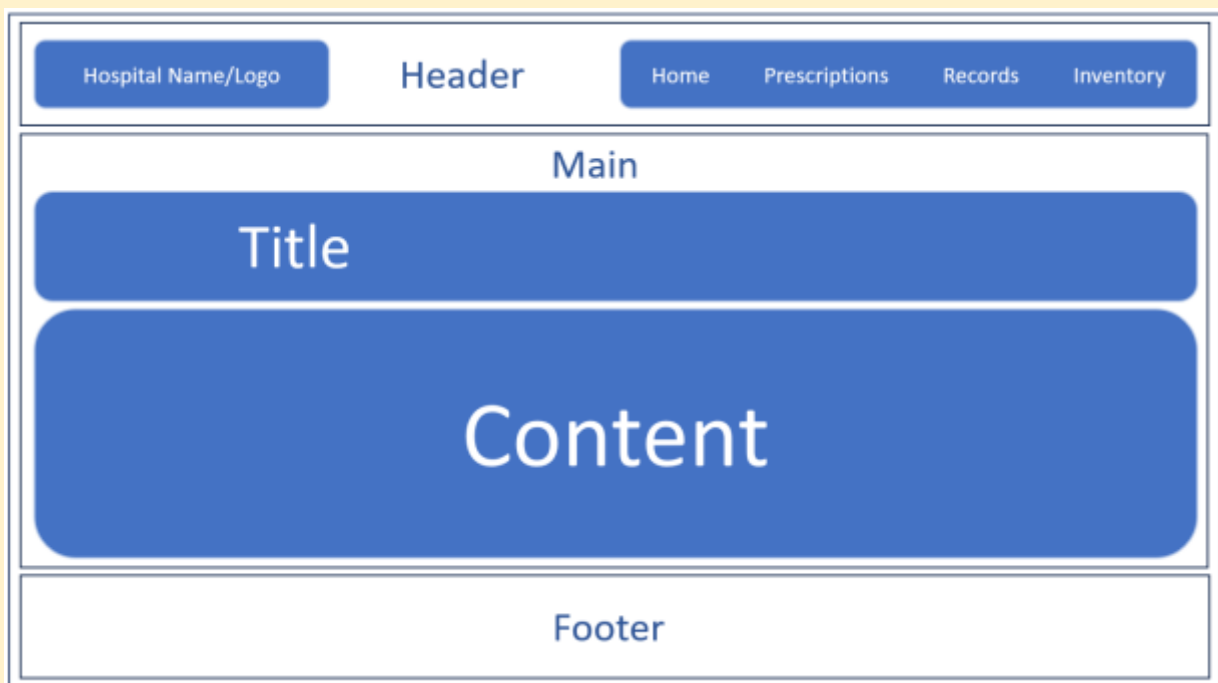 Hospital Name/Logo Header Home Prescriptions Records Inventory
Main
Title
Content
Footer